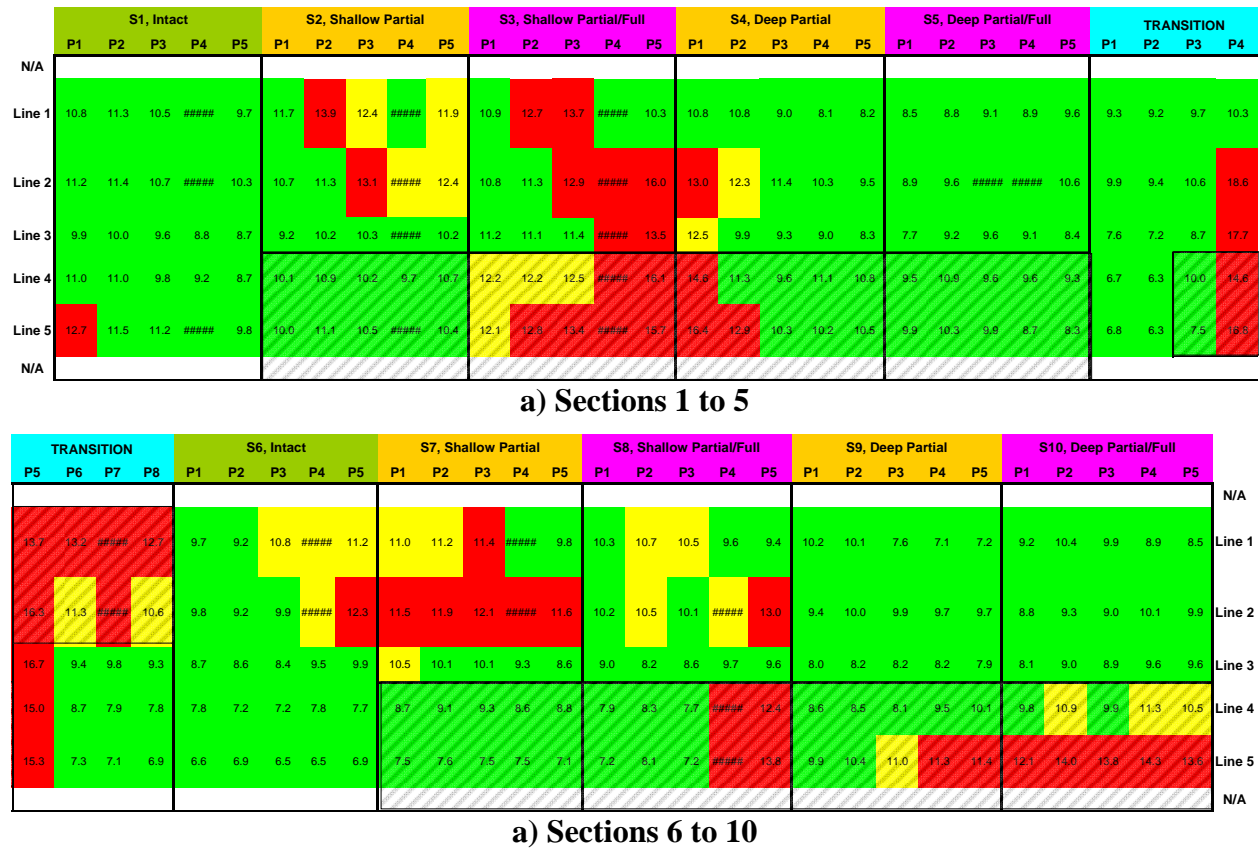 S1, Intact S2, Shallow Partial S3, Shallow Partial/Full S4, Deep Partial S5, Deep Partial/Full TRANSITION
P1 P2 P3 P4 P5 P1 P2 P3 P4 P5 P1 P2 P3 P4 P5 P1 P2 P3 P4 P5 P1 P2 P3 P4 P5 P1 P2 P3 P4
N/A
Line 1 10.8 11.3 10.5 ##### 9.7 11.7 13.9 12.4 ##### 11.9 10.9 12.7 13.7 ##### 10.3 10.8 10.8 9.0 8.1 8.2 8.5 8.8 9.1 8.9 9.6 9.3 9.2 9.7 10.3
Line 2 11.2 11.4 10.7 ##### 10.3 10.7 11.3 13.1 ##### 12.4 10.8 11.3 12.9 ##### 16.0 13.0 12.3 11.4 10.3 9.5 8.9 9.6 ##### ##### 10.6 9.9 9.4 10.6 18.6
Line 3 9.9 10.0 9.6 8.8 8.7 9.2 10.2 10.3 ##### 10.2 11.2 11.1 11.4 ##### 13.5 12.5 9.9 9.3 9.0 8.3 7.7 9.2 9.6 9.1 8.4 7.6 7.2 8.7 17.7
Line 4 11.0 11.0 9.8 9.2 8.7 10.1 10.9 10.2 9.7 10.7 12.2 12.2 12.5 ##### 16.1 14.8 11.3 9.6 11.1 10.8 9.5 10.9 9.6 9.6 9.3 6.7 6.3 10.0 14.6
Line 5 12.7 11.5 11.2 ##### 9.8 10.0 11.1 10.5 ##### 10.4 12.1 12.8 13.4 ##### 15.7 16.4 12.9 10.3 10.2 10.5 9.9 10.3 9.9 8.7 8.3 6.8 6.3 7.5 16.8
N/A
a) Sections 1 to 5
TRANSITION S6, Intact S7, Shallow Partial S8, Shallow Partial/Full S9, Deep Partial S10, Deep Partial/Full
P5 P6 P7 P8 P1 P2 P3 P4 P5 P1 P2 P3 P4 P5 P1 P2 P3 P4 P5 P1 P2 P3 P4 P5 P1 P2 P3 P4 P5
N/A
13.7 13.2 ##### 12.7 9.7 9.2 10.8 ##### 11.2 11.0 11.2 11.4 ##### 9.8 10.3 10.7 10.5 9.6 9.4 10.2 10.1 7.6 7.1 7.2 9.2 10.4 9.9 8.9 8.5 Line 1
16.3 11.3 ##### 10.6 9.8 9.2 9.9 ##### 12.3 11.5 11.9 12.1 ##### 11.6 10.2 10.5 10.1 ##### 13.0 9.4 10.0 9.9 9.7 9.7 8.8 9.3 9.0 10.1 9.9 Line 2
16.7 9.4 9.8 9.3 8.7 8.6 8.4 9.5 9.9 10.5 10.1 10.1 9.3 8.6 9.0 8.2 8.6 9.7 9.6 8.0 8.2 8.2 8.2 7.9 8.1 9.0 8.9 9.6 9.6 Line 3
15.0 8.7 7.9 7.8 7.8 7.2 7.2 7.8 7.7 8.7 9.1 9.3 8.6 8.8 7.9 8.3 7.7 ##### 12.4 8.6 8.5 8.1 9.5 10.1 9.8 10.9 9.9 11.3 10.5 Line 4
15.3 7.3 7.1 6.9 6.6 6.9 6.5 6.5 6.9 7.5 7.6 7.5 7.5 7.1 7.2 8.1 7.2 ##### 13.8 9.9 10.4 11.0 11.3 11.4 12.1 14.0 13.8 14.3 13.6 Line 5
N/A
a) Sections 6 to 10